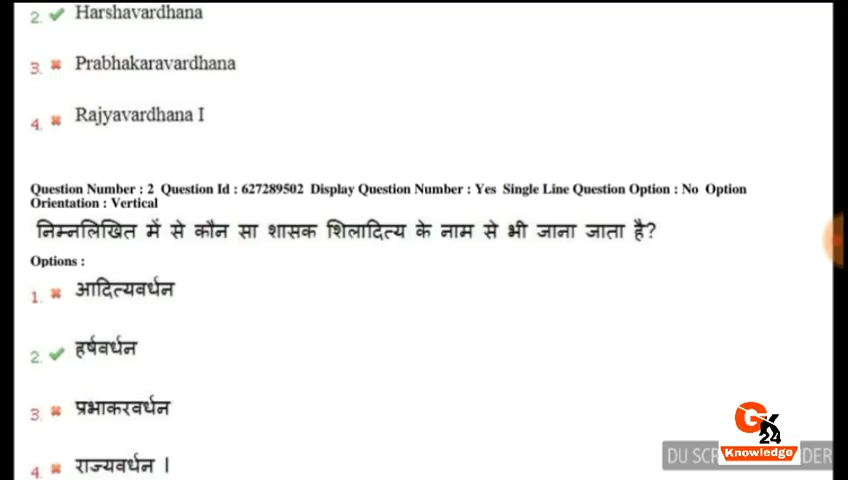 2. Harshavardhana
3. Prabhakaravardhana
4. Rajyavardhana I
Question Number : 2 Question Id : 627289502 Display Question Number : Yes Single Line Question Option : No Option
Orientation : Vertical
निम्नलिखित में से कौन सा शासक शिलादित्य के नाम से भी जाना जाता है?
Options :
1. आदित्यवर्धन
2. हर्षवर्धन
3. प्रभाकरवर्धन
4. राज्यवर्धन I
GK
24
Knowledge
DU